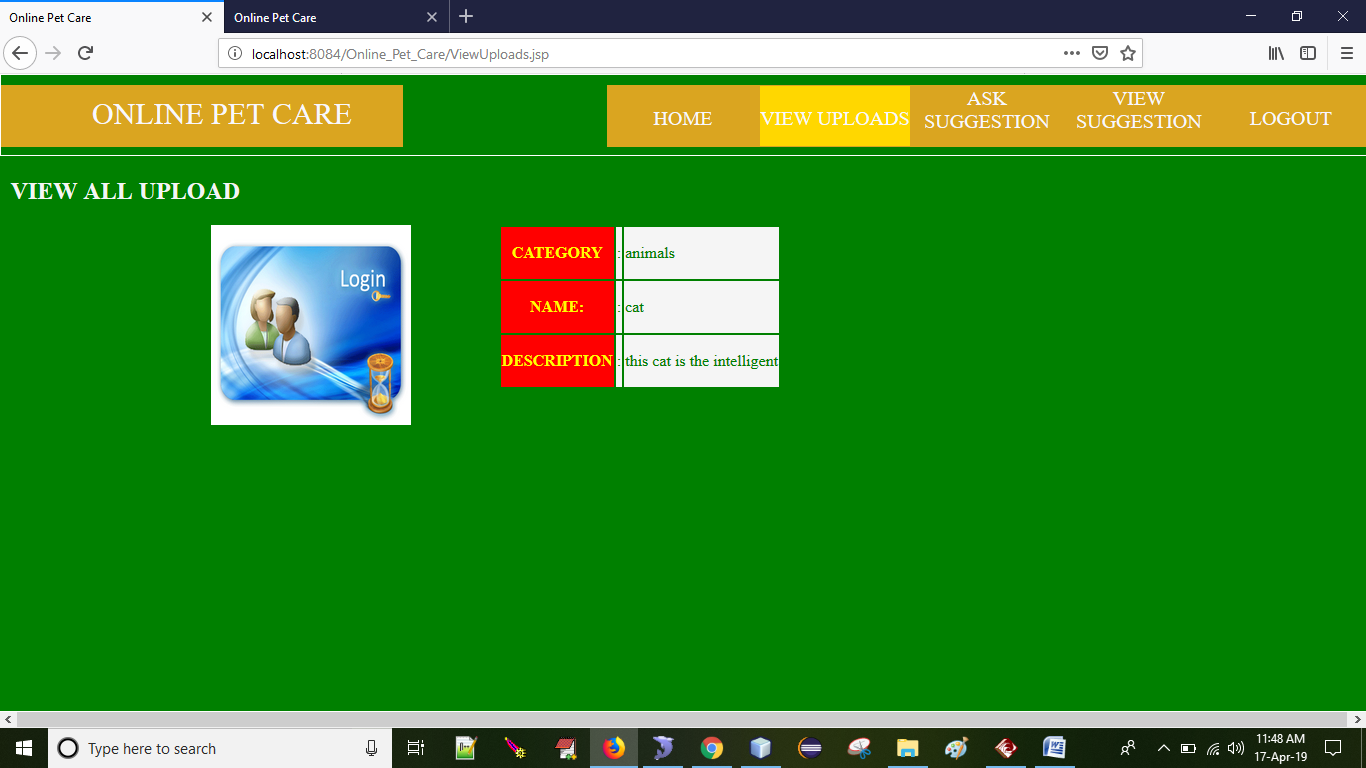 Online Pet Care
Online Pet Care
localhost:8084/Online_Pet_Care/ViewUploads.jsp
ONLINE PET CARE
HOME
VIEW UPLOADS
ASK
SUGGESTION
VIEW
SUGGESTION
LOGOUT
VIEW ALL UPLOAD
Login
CATEGORY : animals
NAME: : cat
DESCRIPTION : this cat is the intelligent
Type here to search
11:48 AM
17-Apr-19